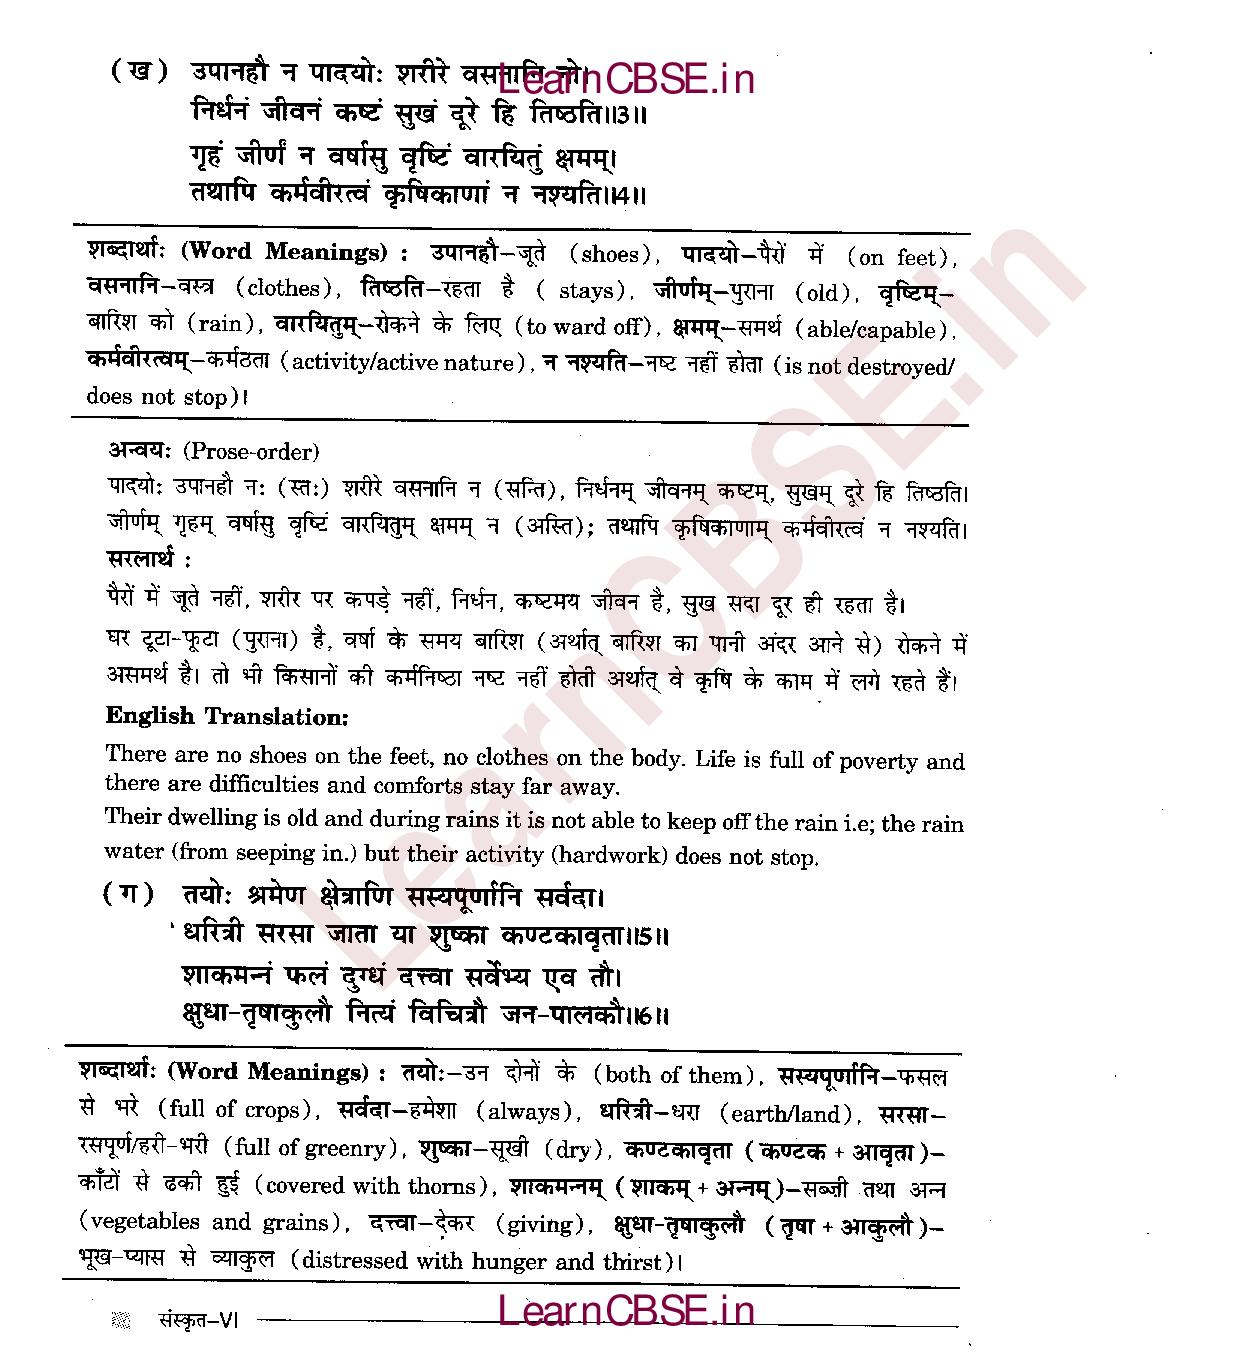 (ख) उपानहौ न पादयोः शरीरे वसनानि नो।
LearnCBSE.in
निर्धनं जीवनं कष्टं सुखं दूरे हि तिष्ठति॥3॥
गृहं जीर्णं न वर्षासु वृष्टिं वारयितुं क्षमम्।
तथापि कर्मवीरत्वं कृषिकाणां न नश्यति॥4॥
शब्दार्थाः (Word Meanings) : उपानहौ–जूते (shoes), पादयो–पैरों में (on feet),
वसनानि–वस्त्र (clothes), तिष्ठति–रहता है ( stays), जीर्णम्–पुराना (old), वृष्टिम्–
बारिश को (rain), वारयितुम्–रोकने के लिए (to ward off), क्षमम्–समर्थ (able/capable),
कर्मवीरत्वम्–कर्मठता (activity/active nature), न नश्यति–नष्ट नहीं होता (is not destroyed/
does not stop)।
अन्वयः (Prose-order)
पादयोः उपानहौ नः (स्तः) शरीरे वसनानि न (सन्ति), निर्धनम् जीवनम् कष्टम्, सुखम् दूरे हि तिष्ठति।
जीर्णम् गृहम् वर्षासु वृष्टिं वारयितुम् क्षमम् न (अस्ति); तथापि कृषिकाणाम् कर्मवीरत्वं न नश्यति।
सरलार्थ :
पैरों में जूते नहीं, शरीर पर कपड़े नहीं, निर्धन, कष्टमय जीवन है, सुख सदा दूर ही रहता है।
घर टूटा-फूटा (पुराना) है, वर्षा के समय बारिश (अर्थात् बारिश का पानी अंदर आने से) रोकने में
असमर्थ है। तो भी किसानों की कर्मनिष्ठा नष्ट नहीं होती अर्थात् वे कृषि के काम में लगे रहते हैं।
English Translation:
There are no shoes on the feet, no clothes on the body. Life is full of poverty and
there are difficulties and comforts stay far away.
Their dwelling is old and during rains it is not able to keep off the rain i.e; the rain
water (from seeping in.) but their activity (hardwork) does not stop.
LearnCBSE.in
(ग) तयोः श्रमेण क्षेत्राणि सस्यपूर्णानि सर्वदा।
धरित्री सरसा जाता या शुष्का कण्टकावृता॥5॥
शाकमन्नं फलं दुग्धं दत्त्वा सर्वेभ्य एव तौ।
क्षुधा-तृषाकुलौ नित्यं विचित्रौ जन-पालकौ॥6॥
शब्दार्थाः (Word Meanings) : तयोः–उन दोनों के (both of them), सस्यपूर्णानि–फसल
से भरे (full of crops), सर्वदा–हमेशा (always), धरित्री–धरा (earth/land), सरसा–
रसपूर्ण/हरी-भरी (full of greenry), शुष्का–सूखी (dry), कण्टकावृता (कण्टक + आवृता)–
काँटों से ढकी हुई (covered with thorns), शाकमन्नम् (शाकम् + अन्नम्)–सब्जी तथा अन्न
(vegetables and grains), दत्त्वा–देकर (giving), क्षुधा-तृषाकुलौ (तृषा + आकुलौ)–
भूख-प्यास से व्याकुल (distressed with hunger and thirst)।
LearnCBSE.in
संस्कृत–VI